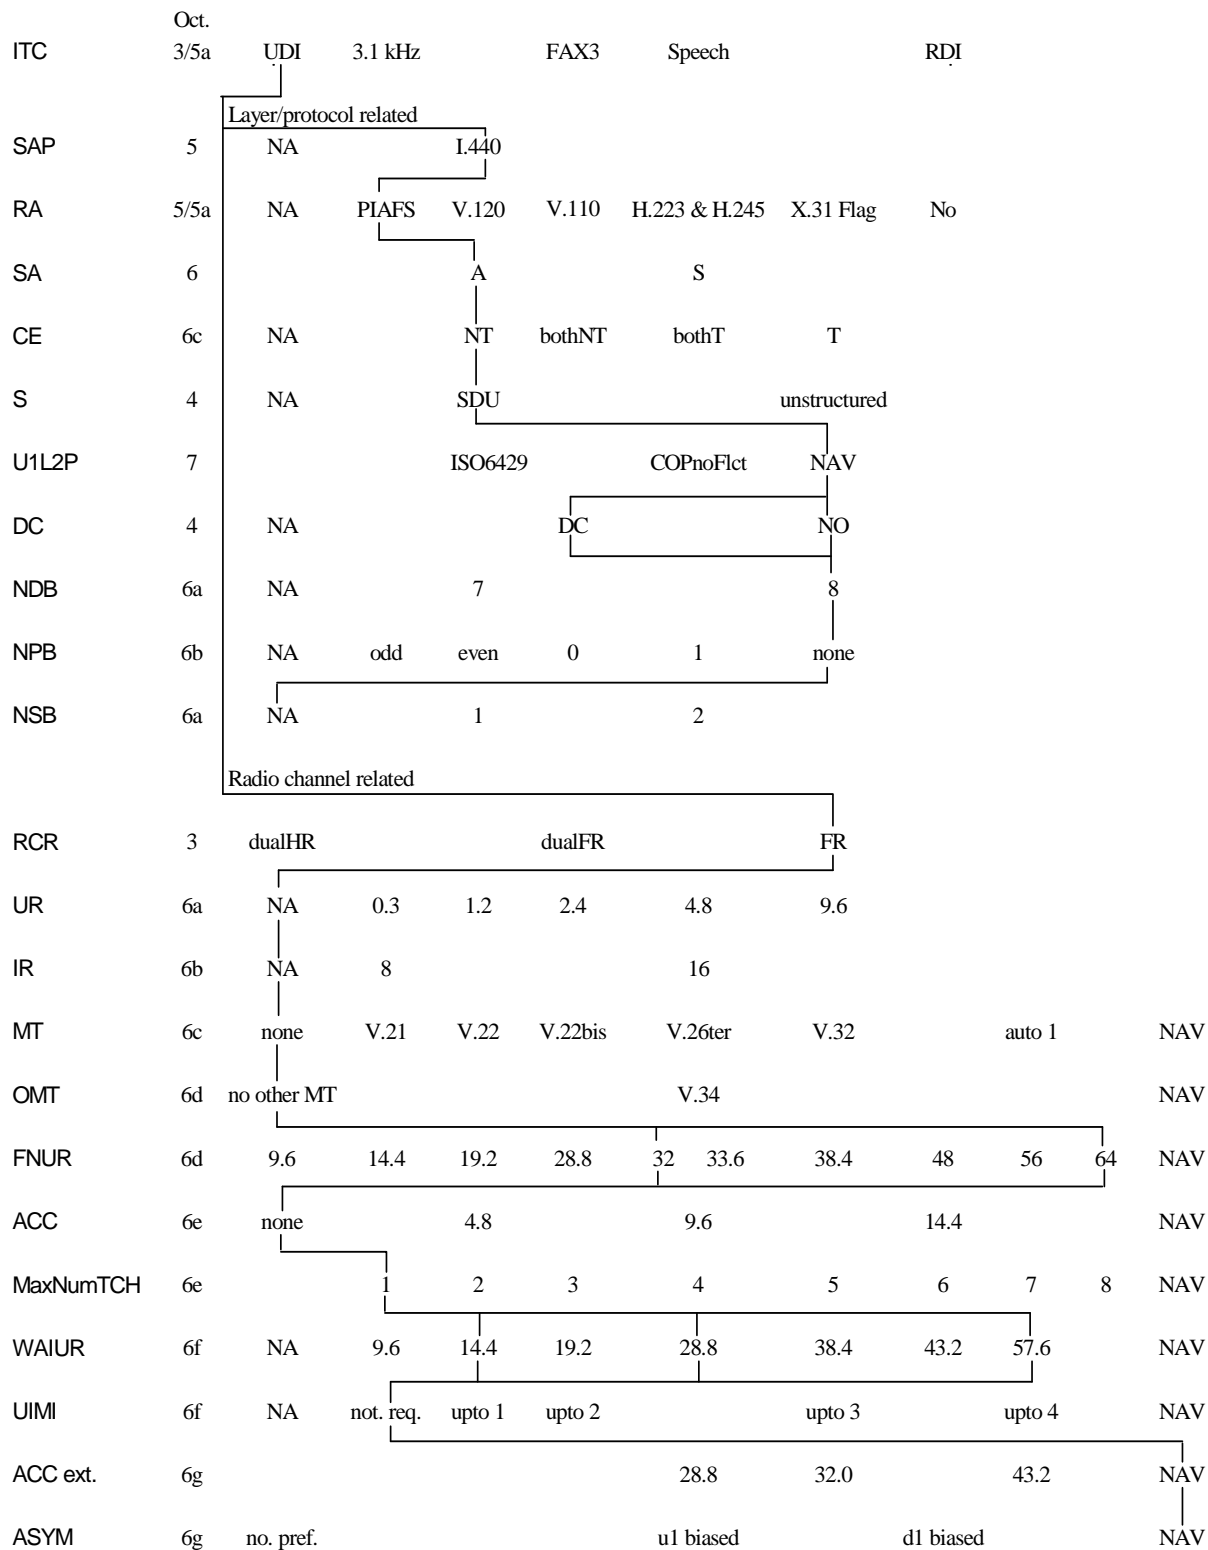 Oct.
ITC 3/5a UDI 3.1 kHz FAX3 Speech RDI
Layer/protocol related
SAP 5 NA I.440
RA 5/5a NA PIAFS V.120 V.110 H.223 & H.245 X.31 Flag No
SA 6 A S
CE 6c NA NT bothNT bothT T
S 4 NA SDU unstructured
U1L2P 7 ISO6429 COPnoFlct NAV
DC 4 NA DC NO
NDB 6a NA 7 8
NPB 6b NA odd even 0 1 none
NSB 6a NA 1 2
Radio channel related
RCR 3 dualHR dualFR FR
UR 6a NA 0.3 1.2 2.4 4.8 9.6
IR 6b NA 8 16
MT 6c none V.21 V.22 V.22bis V.26ter V.32 auto 1 NAV
OMT 6d no other MT V.34 NAV
FNUR 6d 9.6 14.4 19.2 28.8 32 33.6 38.4 48 56 64 NAV
ACC 6e none 4.8 9.6 14.4 NAV
MaxNumTCH 6e 1 2 3 4 5 6 7 8 NAV
WAIUR 6f NA 9.6 14.4 19.2 28.8 38.4 43.2 57.6 NAV
UIMI 6f NA not. req. upto 1 upto 2 upto 3 upto 4 NAV
ACC ext. 6g 28.8 32.0 43.2 NAV
ASYM 6g no. pref. u1 biased d1 biased NAV